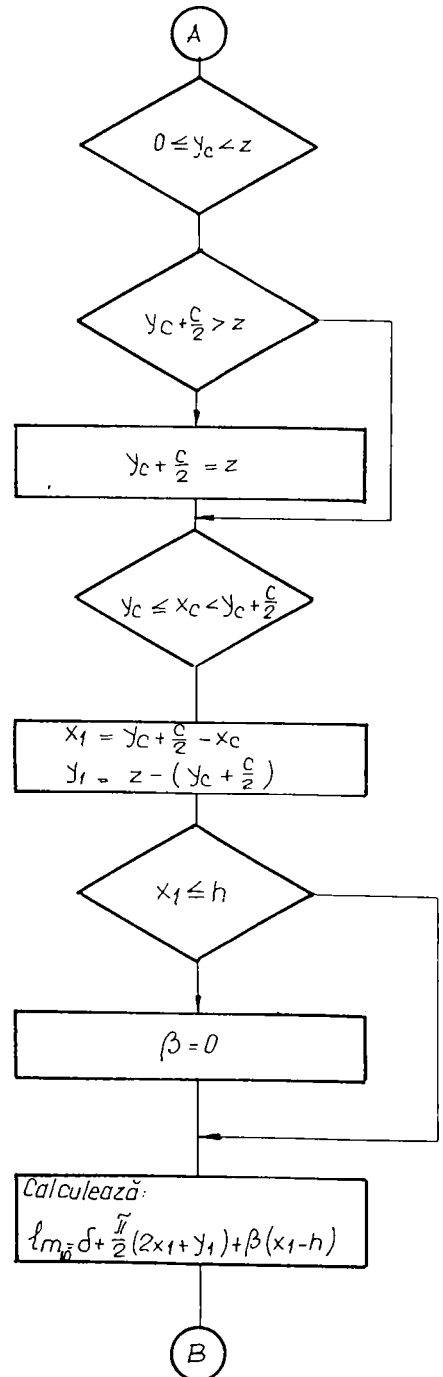 A
0 ≤ y_c < z
y_c + c/2 > z
y_c + c/2 = z
y_c ≤ x_c < y_c + c/2
x_1 = y_c + c/2 - x_c
y_1 = z - (y_c + c/2)
x_1 ≤ h
β = 0
Calculează:
δ + π/2 (2x_1 + y_1) + β(x_1 - h)
B